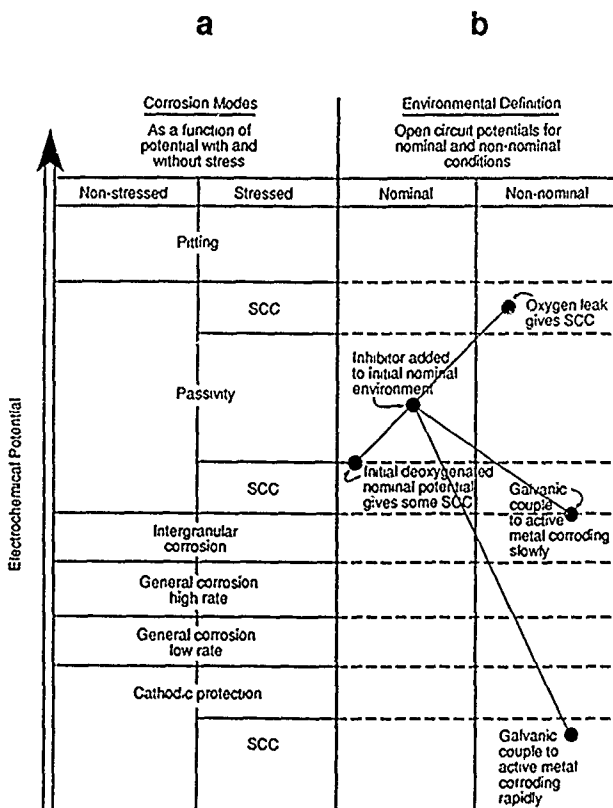 a
b
Corrosion Modes
As a function of
potential with and
without stress
Environmental Definition
Open circuit potentials for
nominal and non-nominal
conditions
Non-stressed
Stressed
Nominal
Non-nominal
Pitting
SCC
Oxygen leak
gives SCC
Inhibitor added
to initial nominal
environment
Passivity
Initial deoxygenated
nominal potential
gives some SCC
SCC
Galvanic
couple
to active
metal corroding
slowly
Intergranular
corrosion
General corrosion
high rate
General corrosion
low rate
Cathodic protection
SCC
Galvanic
couple to
active metal
corroding
rapidly
Electrochemical Potential